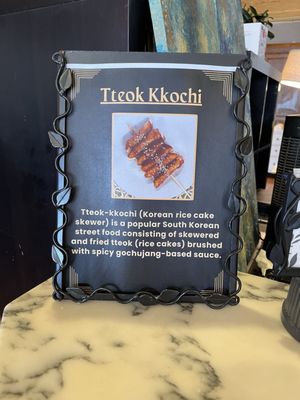 Tteok Kkochi
Tteok-kkochi (Korean rice cake
skewer) is a popular South Korean
street food consisting of skewered
and fried tteok (rice cakes) brushed
with spicy gochujang-based sauce.